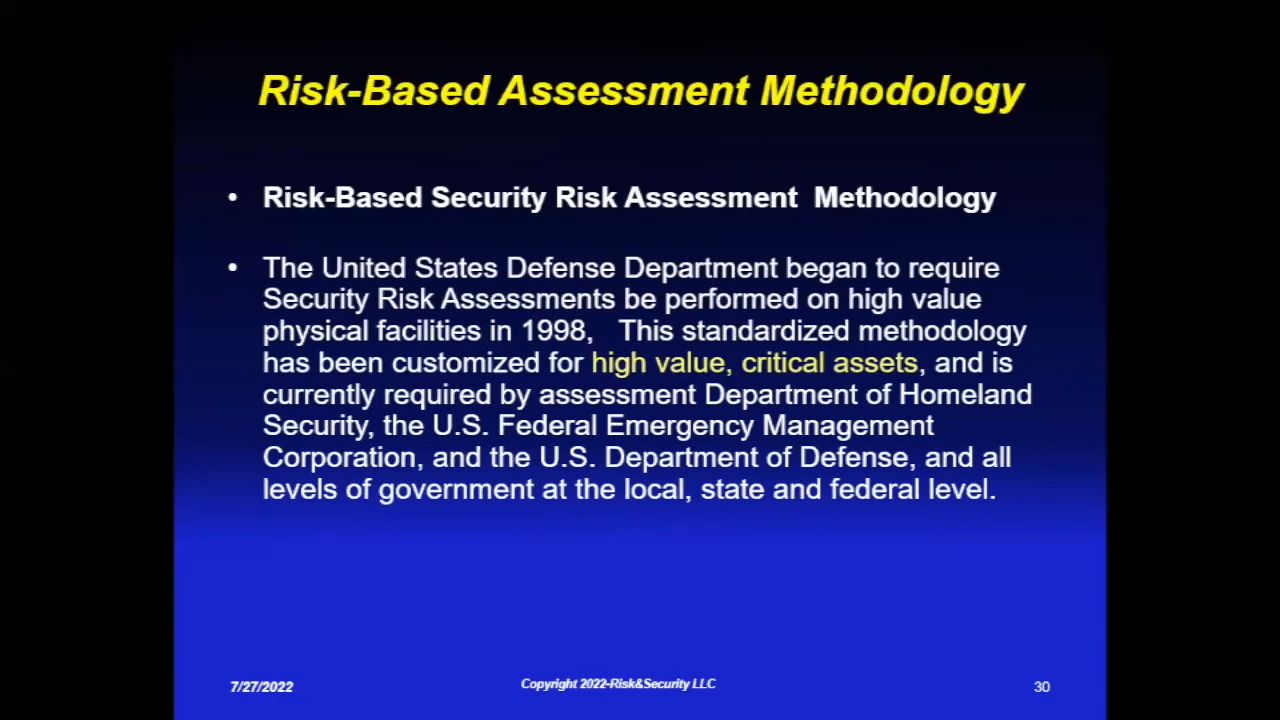 Risk-Based Assessment Methodology
• Risk-Based Security Risk Assessment  Methodology
• The United States Defense Department began to require
Security Risk Assessments be performed on high value
physical facilities in 1998,   This standardized methodology
has been customized for high value, critical assets, and is
currently required by assessment Department of Homeland
Security, the U.S. Federal Emergency Management
Corporation, and the U.S. Department of Defense, and all
levels of government at the local, state and federal level.
7/27/2022
Copyright 2022-Risk&Security LLC
30